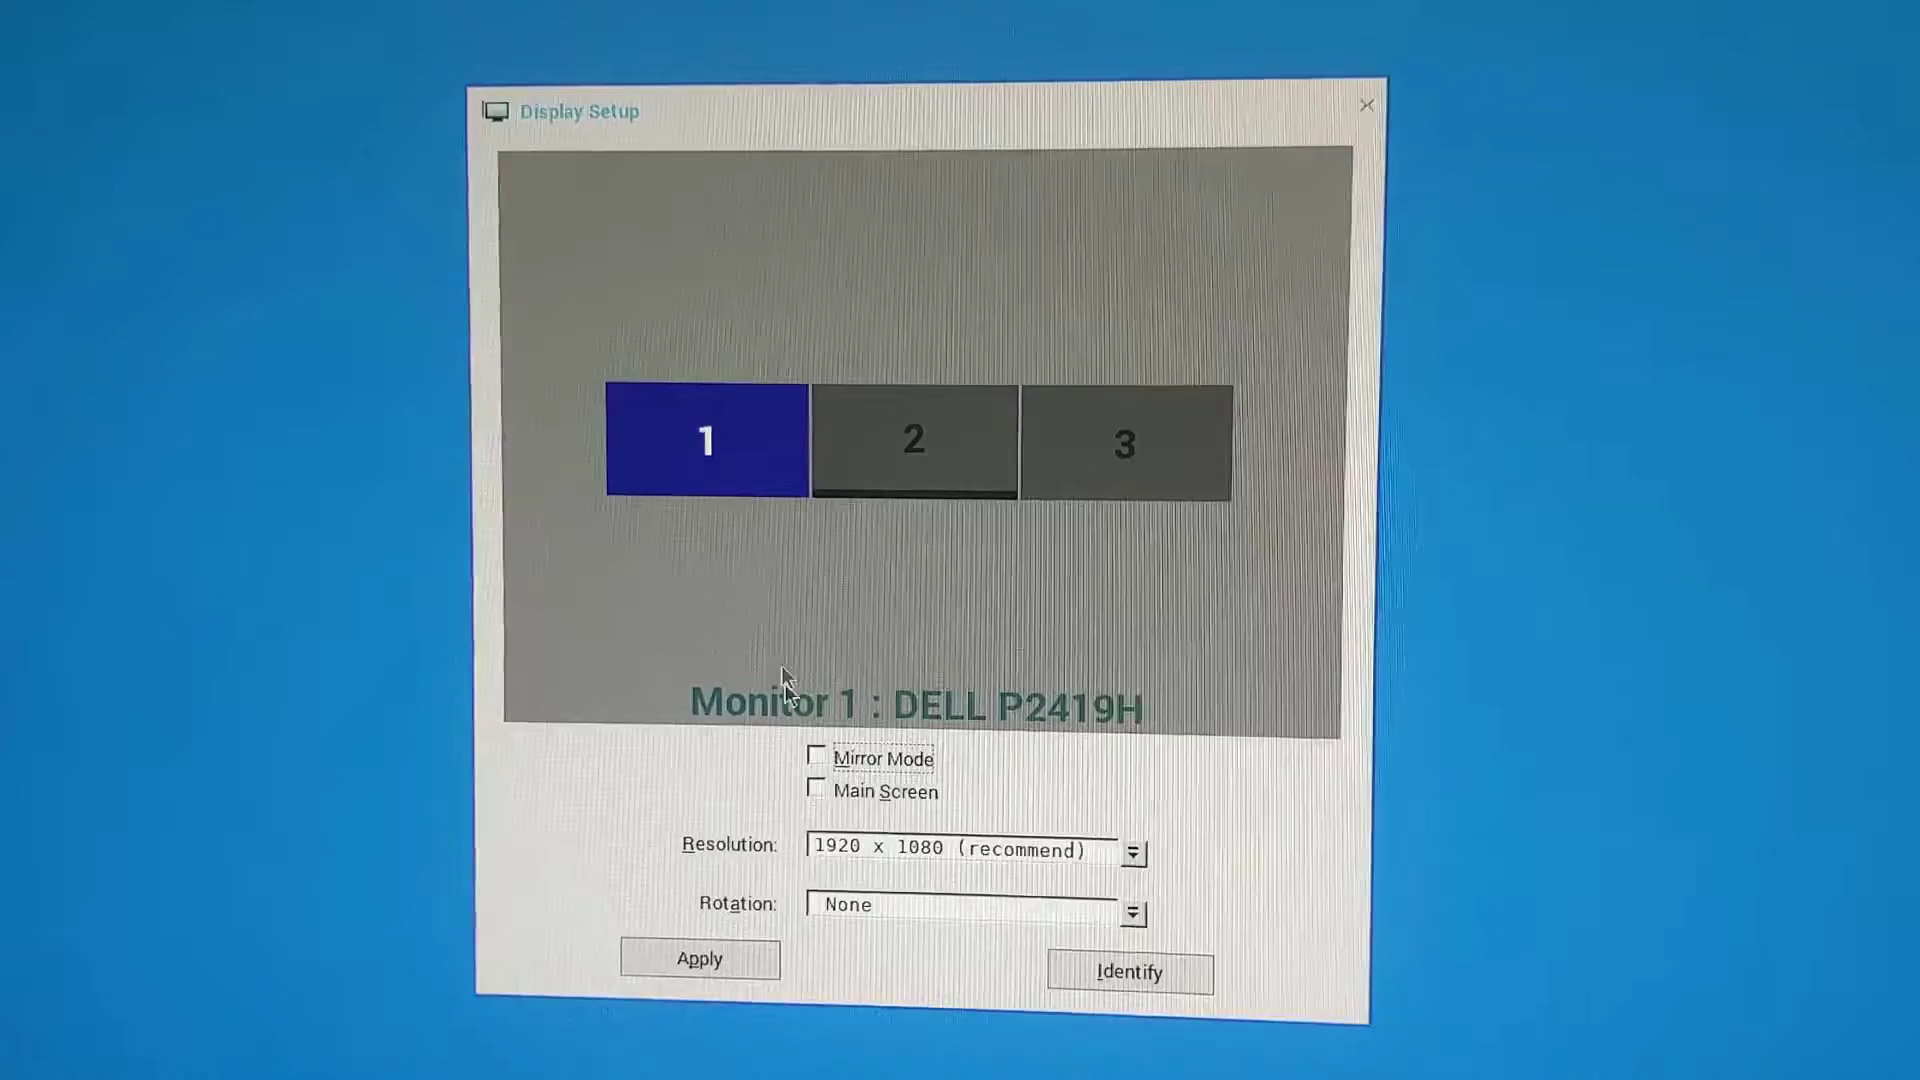 Display Setup
1 2 3
Monitor 1 : DELL P2419H
Mirror Mode
Main Screen
Resolution: 1920 x 1080 (recommend)
Rotation: None
Apply Identify